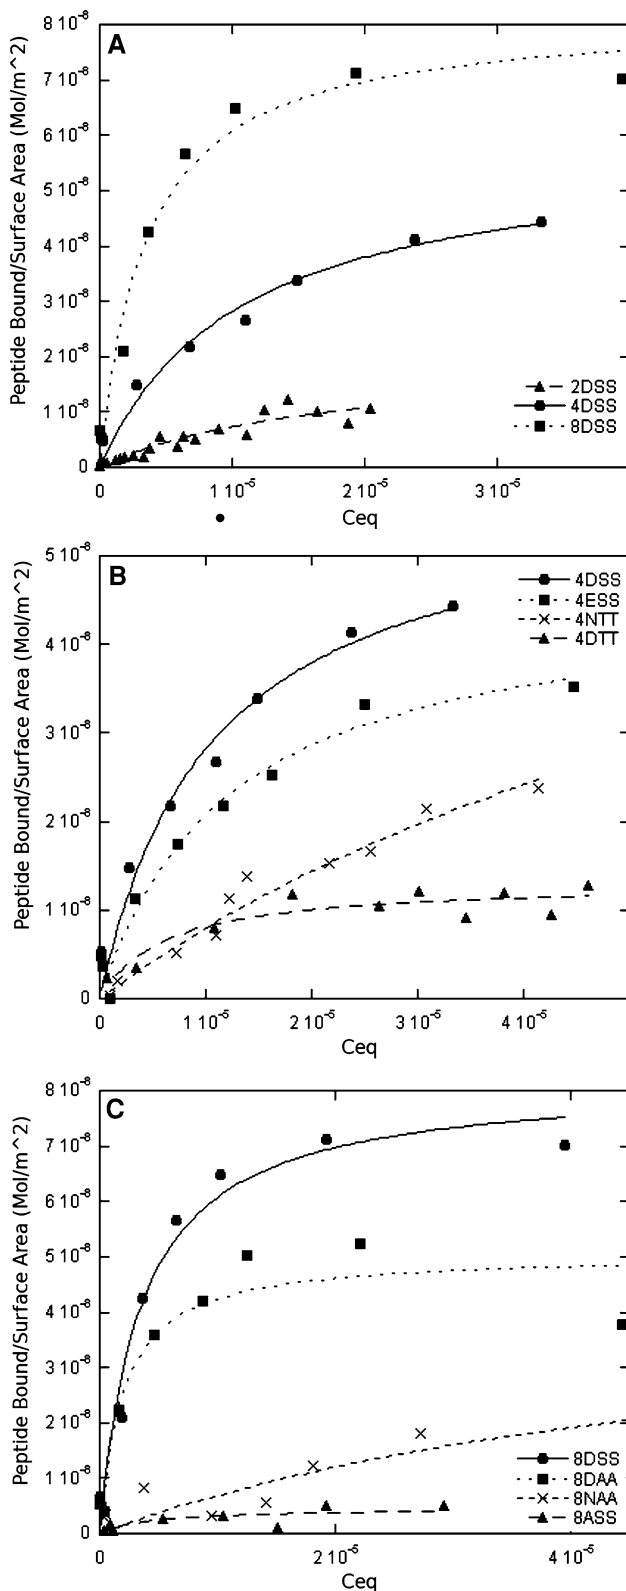 A
Peptide Bound/Surface Area (Mol/m^2)
8 10^-8
7 10^-8
6 10^-8
5 10^-8
4 10^-8
3 10^-8
2 10^-8
1 10^-8
0
2DSS
4DSS
8DSS
0 1 10^-5 2 10^-5 3 10^-5
Ceq
B
Peptide Bound/Surface Area (Mol/m^2)
5 10^-8
4 10^-8
3 10^-8
2 10^-8
1 10^-8
0
4DSS
4ESS
4NTT
4DTT
0 1 10^-5 2 10^-5 3 10^-5 4 10^-5
Ceq
C
Peptide Bound/Surface Area (Mol/m^2)
8 10^-8
7 10^-8
6 10^-8
5 10^-8
4 10^-8
3 10^-8
2 10^-8
1 10^-8
0
8DSS
8DAA
8NAA
8ASS
0 2 10^-5 4 10^-5
Ceq